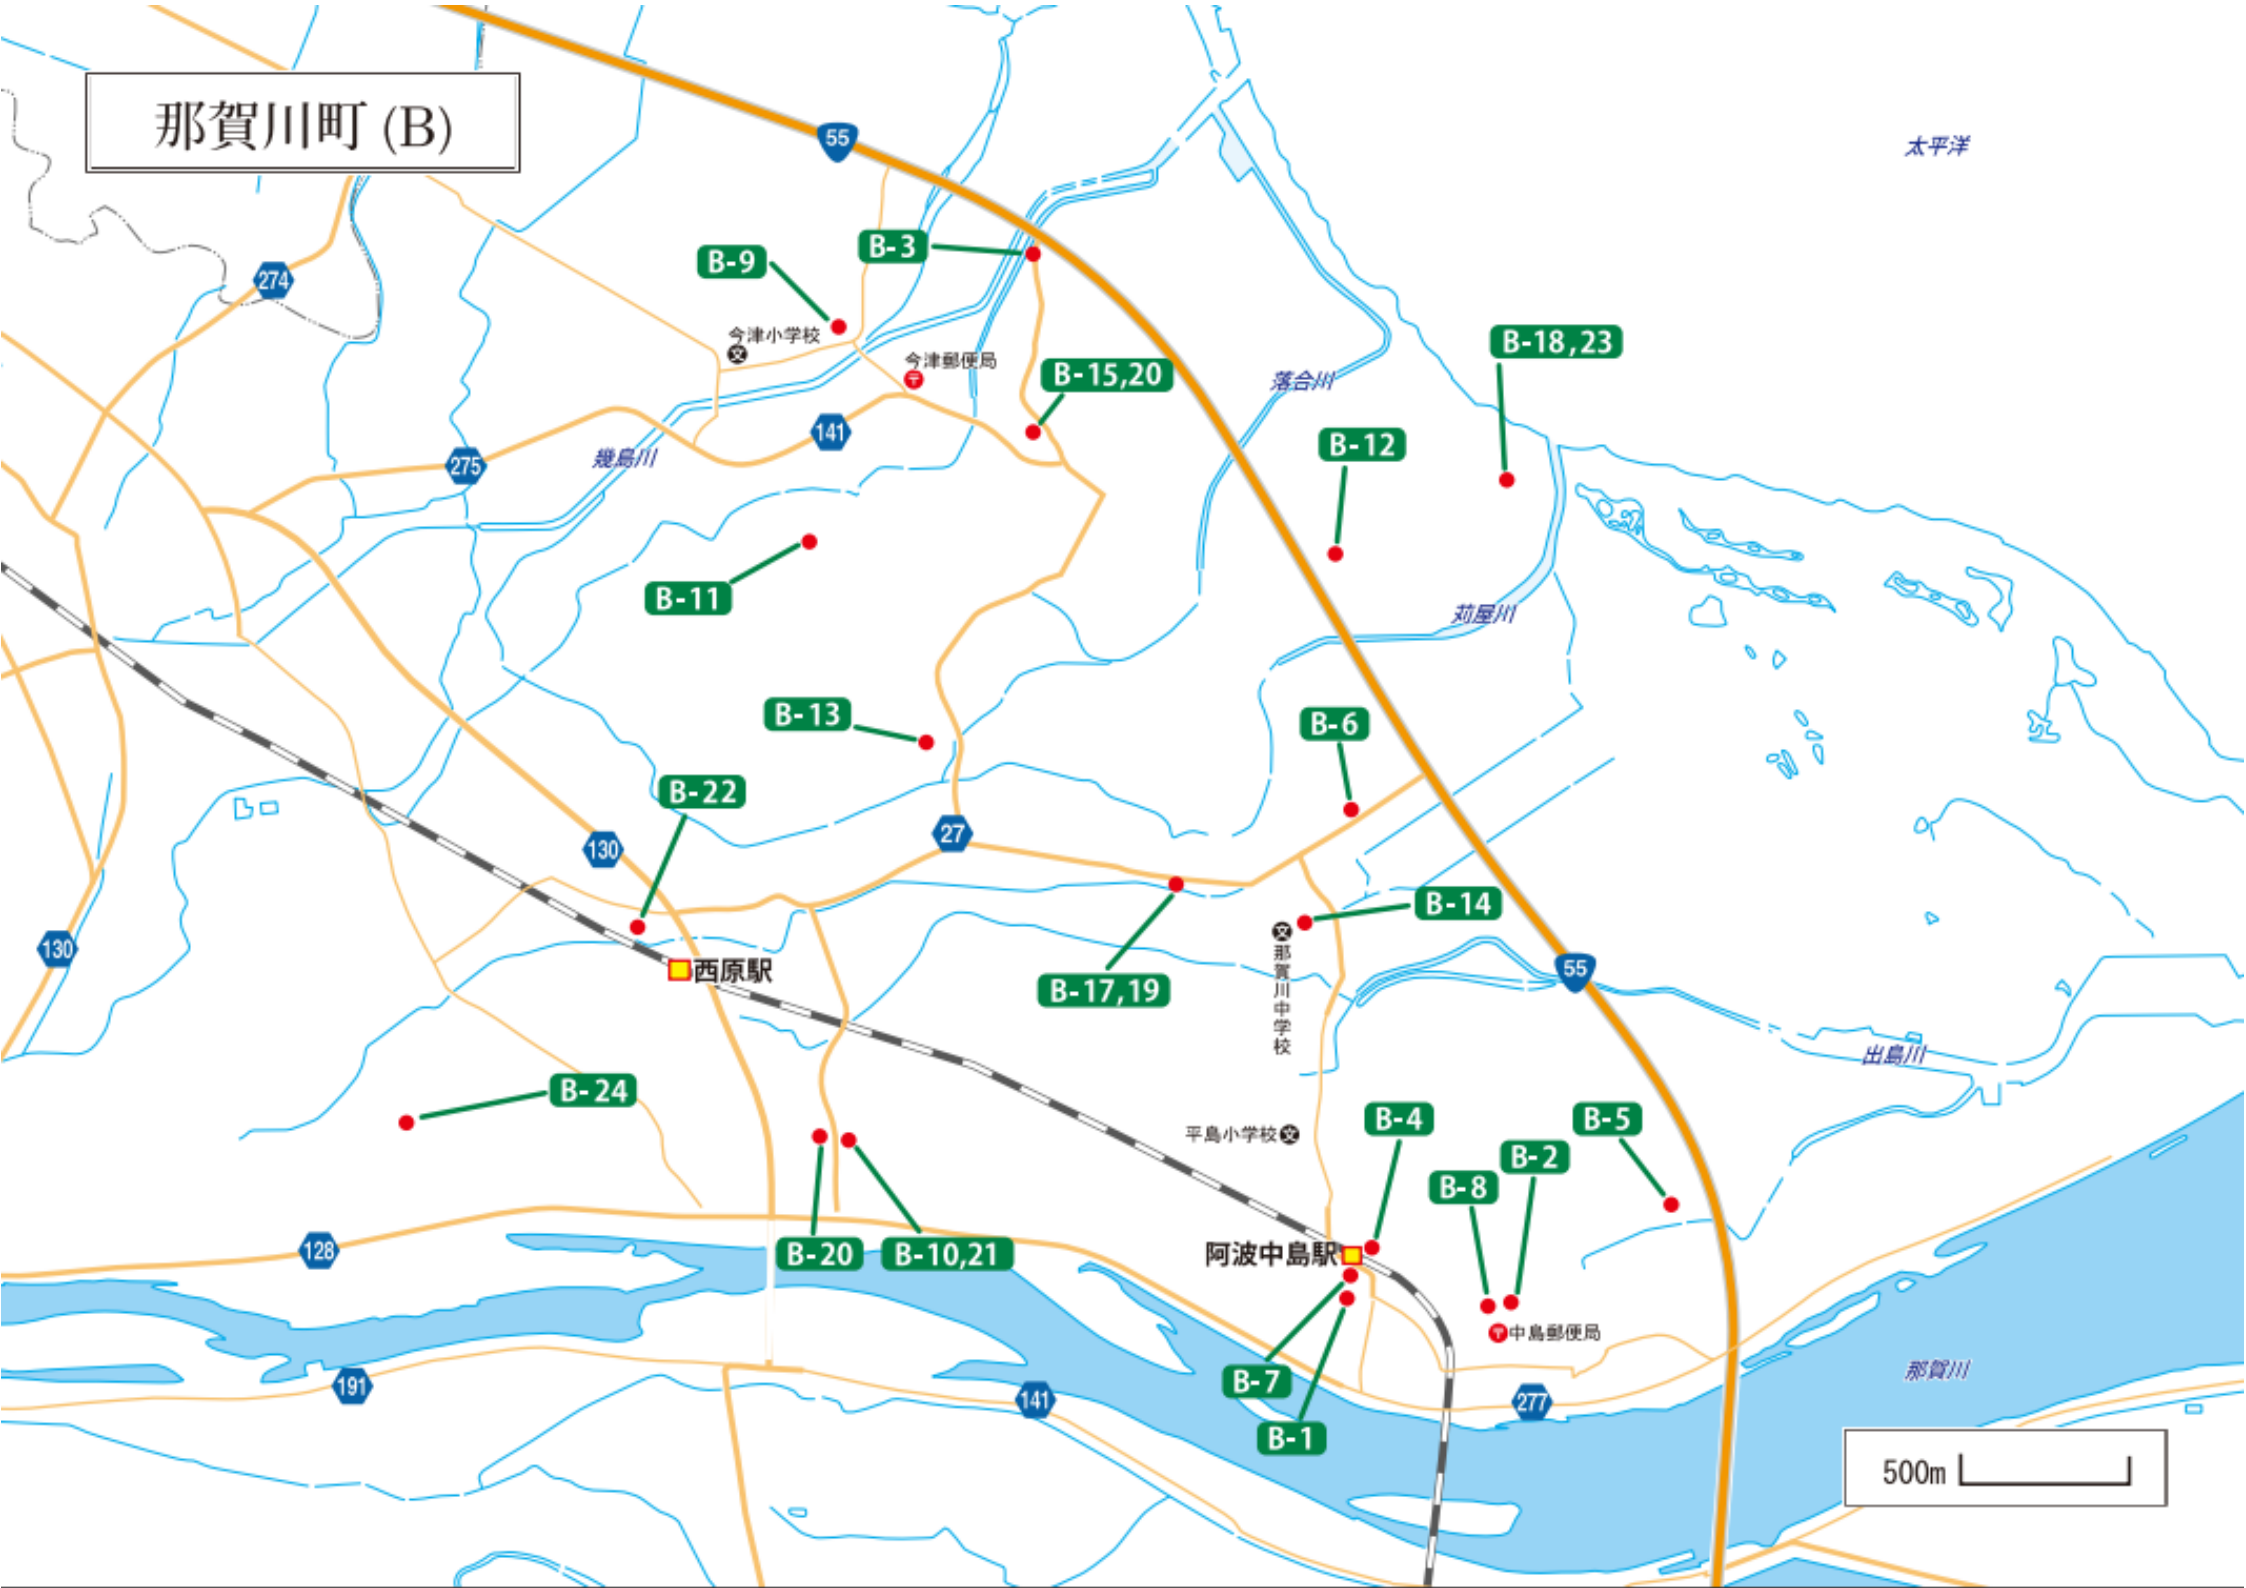 那賀川町 (B)
55
太平洋
B-3
B-9
274
今津小学校
B-18,23
今津郵便局
B-15,20
落合川
141
B-12
275
幾島川
B-11
苅屋川
B-13
B-6
B-22
130
27
B-14
130
那賀川中学校
西原駅
55
B-17,19
出島川
B-24
B-4
B-5
平島小学校
B-2
B-8
128
B-20
B-10,21
阿波中島駅
中島郵便局
那賀川
B-7
191
141
277
B-1
500m